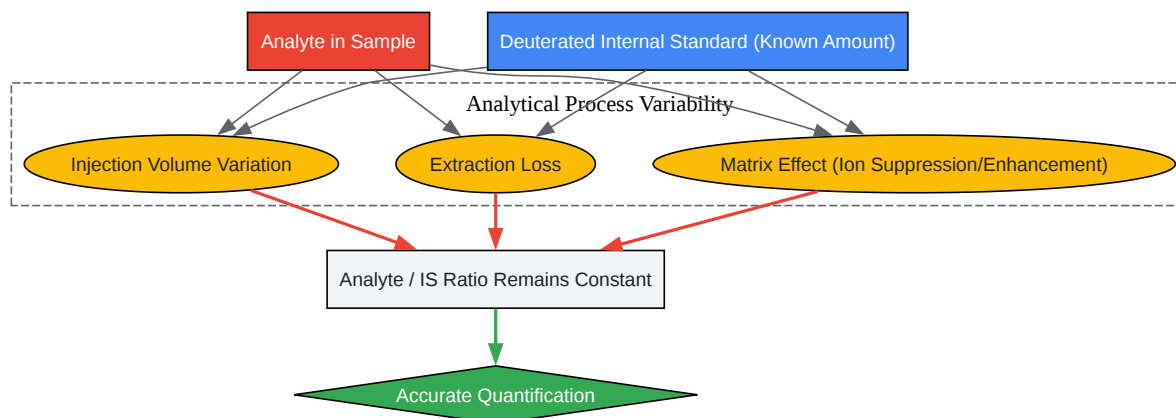 Analyte in Sample
Deuterated Internal Standard (Known Amount)
Analytical Process Variability
Injection Volume Variation
Extraction Loss
Matrix Effect (Ion Suppression/Enhancement)
Analyte / IS Ratio Remains Constant
Accurate Quantification